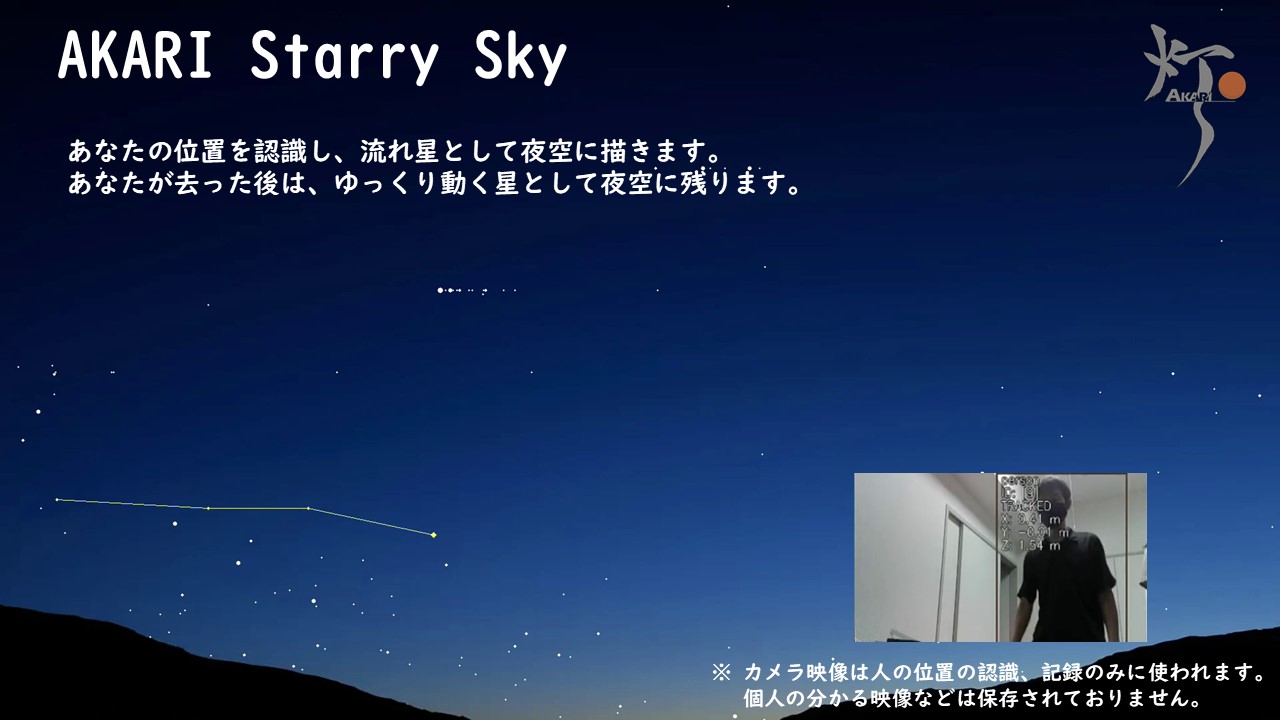 AKARI Starry Sky
灯
AKARI
あなたの位置を認識し、流れ星として夜空に描きます。
あなたが去った後は、ゆっくり動く星として夜空に残ります。
person
TRACKED
Z: 1.54 m
※ カメラ映像は人の位置の認識、記録のみに使われます。
個人の分かる映像などは保存されておりません。